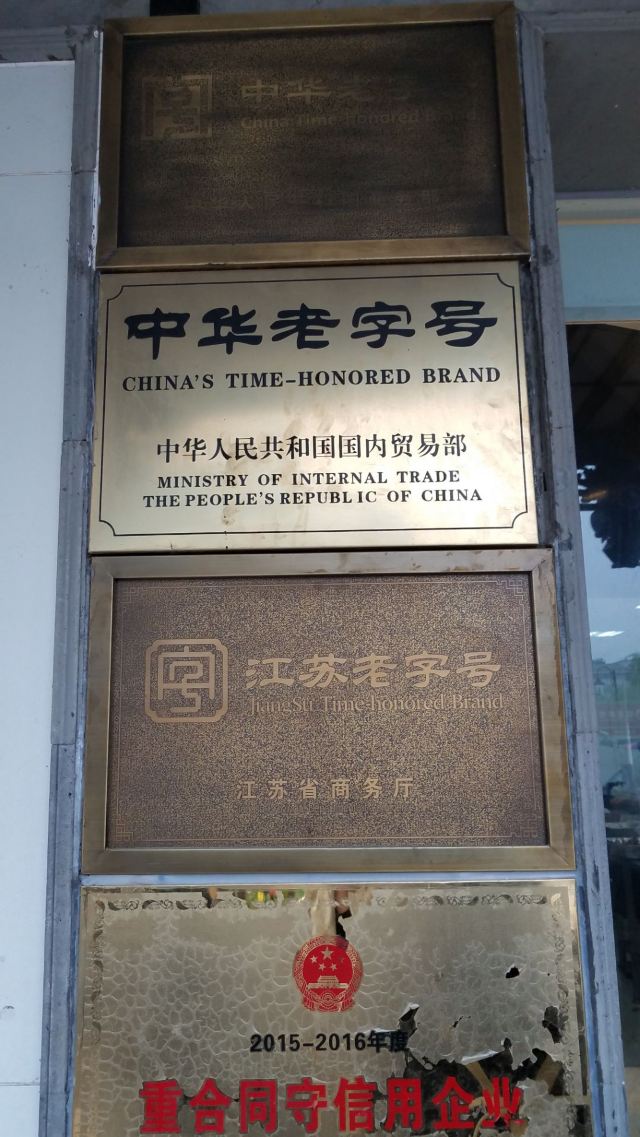 中华老字号
China Time-honored Brand
中华老字号
CHINA'S TIME-HONORED BRAND
中华人民共和国国内贸易部
MINISTRY OF INTERNAL TRADE
THE PEOPLE'S REPUBLIC OF CHINA
江苏老字号
JiangSu Time-honored Brand
江苏省商务厅
2015-2016年度
重合同守信用企业